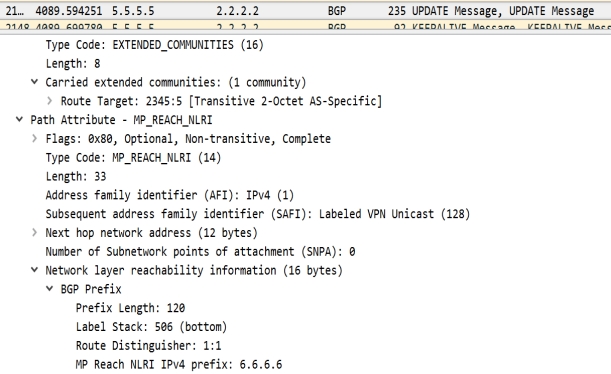 21… 4089.594251 5.5.5.5 2.2.2.2 BGP 235 UPDATE Message, UPDATE Message
2148 4089.699780 5.5.5.5 2.2.2.2 BGP 92 KEEPALIVE Message, KEEPALIVE Mess
Type Code: EXTENDED_COMMUNITIES (16)
Length: 8
Carried extended communities: (1 community)
Route Target: 2345:5 [Transitive 2-Octet AS-Specific]
Path Attribute - MP_REACH_NLRI
Flags: 0x80, Optional, Non-transitive, Complete
Type Code: MP_REACH_NLRI (14)
Length: 33
Address family identifier (AFI): IPv4 (1)
Subsequent address family identifier (SAFI): Labeled VPN Unicast (128)
Next hop network address (12 bytes)
Number of Subnetwork points of attachment (SNPA): 0
Network layer reachability information (16 bytes)
BGP Prefix
Prefix Length: 120
Label Stack: 506 (bottom)
Route Distinguisher: 1:1
MP Reach NLRI IPv4 prefix: 6.6.6.6